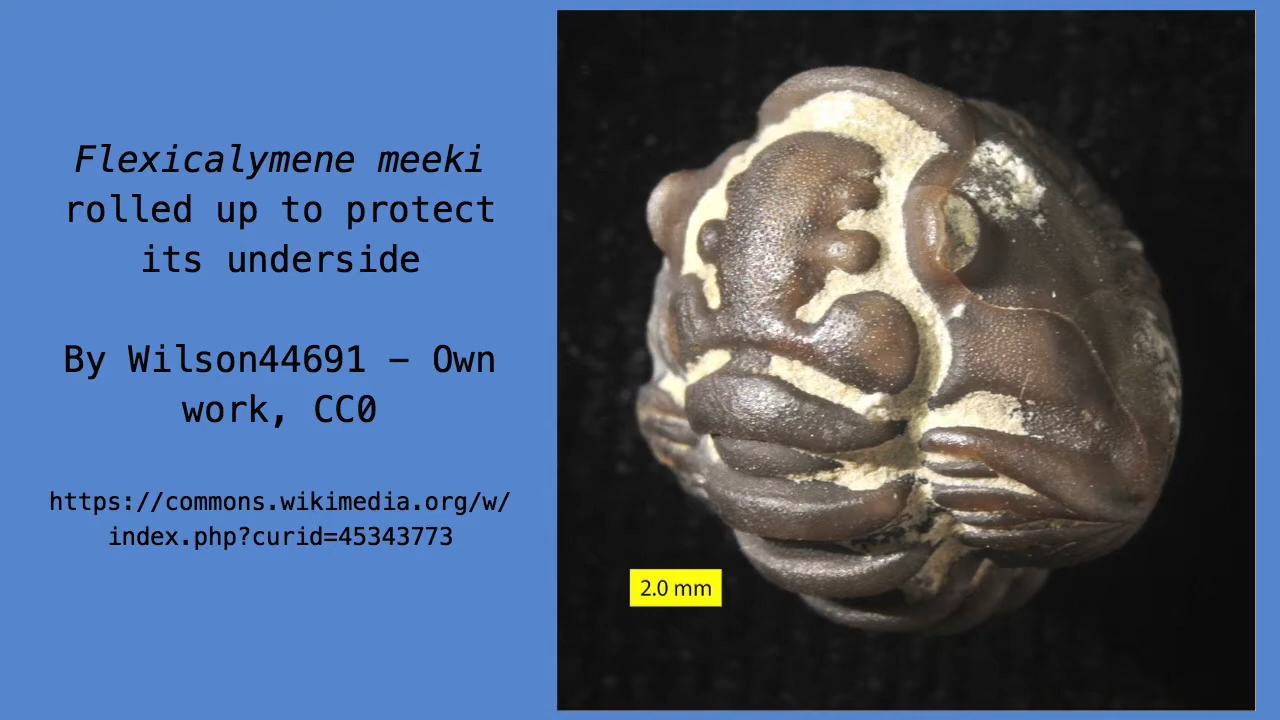 Flexicalymene meeki
rolled up to protect
its underside
By Wilson44691 – Own
work, CC0
https://commons.wikimedia.org/w/
index.php?curid=45343773
2.0 mm